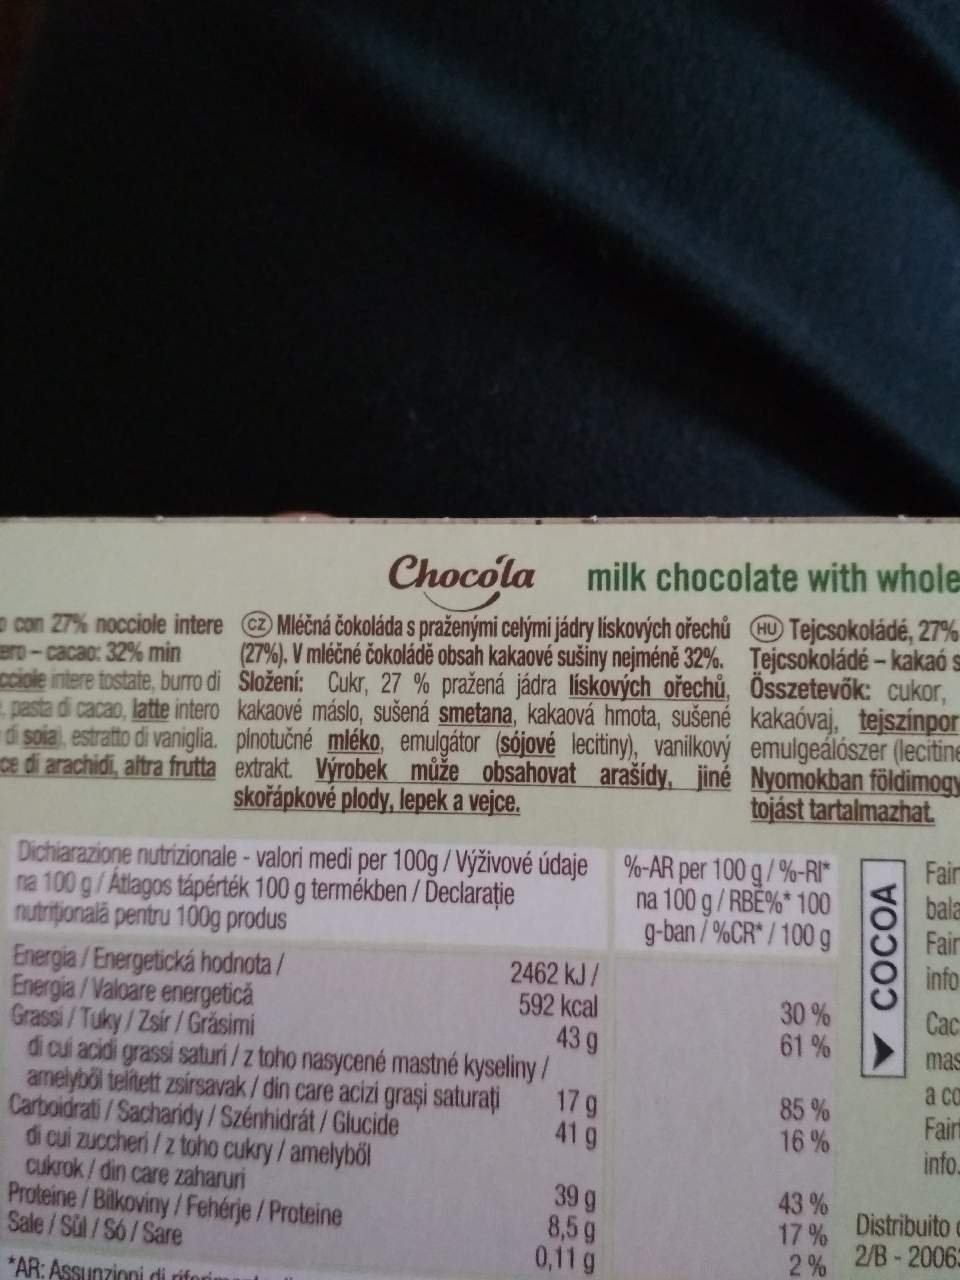 Chocóla milk chocolate with whole
con 27% nocciole intere
- cacao: 32% min
intere tostate, burro di
pasta di cacao, latte intero
di soia), estratto di vaniglia.
di arachidi, altra frutta
CZ Mléčná čokoláda s praženými celými jádry lískových ořechů
(27%). V mléčné čokoládě obsah kakaové sušiny nejméně 32%.
Složení: Cukr, 27 % pražená jádra lískových ořechů,
kakaové máslo, sušená smetana, kakaová hmota, sušené
plnotučné mléko, emulgátor (sójové lecitiny), vanilkový
extrakt. Výrobek může obsahovat arašídy, jiné
skořápkové plody, lepek a vejce.
HU Tejcsokoládé, 27%
Tejcsokoládé – kakaó
Összetevők: cukor,
kakaóvaj, tejszínpor
emulgeálószer
Nyomokban
tojást tartalmazhat.
Dichiarazione nutrizionale - valori medi per 100g / Výživové údaje
na 100 g / Átlagos tápérték 100 g termékben / Declarație
nutrițională pentru 100g produs
%-AR per 100 g / %-RI*
na 100 g / RBÉ%* 100
g-ban / %CR* / 100 g
Energia / Energetická hodnota /
Energia / Valoare energetică
2462 kJ /
592 kcal
30 %
Grassi / Tuky / Zsír / Grăsimi
43 g
61 %
di cui acidi grassi saturi / z toho nasycené mastné kyseliny /
amelyből telített zsírsavak / din care acizi grași saturați
17 g
85 %
Carboidrati / Sacharidy / Szénhidrát / Glucide
41 g
16 %
di cui zuccheri / z toho cukry / amelyből
cukrok / din care zaharuri
39 g
43 %
Proteine / Bílkoviny / Fehérje / Proteine
8,5 g
17 %
Sale / Sůl / Só / Sare
0,11 g
2 %
*AR: Assunzioni di
COCOA
info
a
info.
Distribuito
2/B - 2006